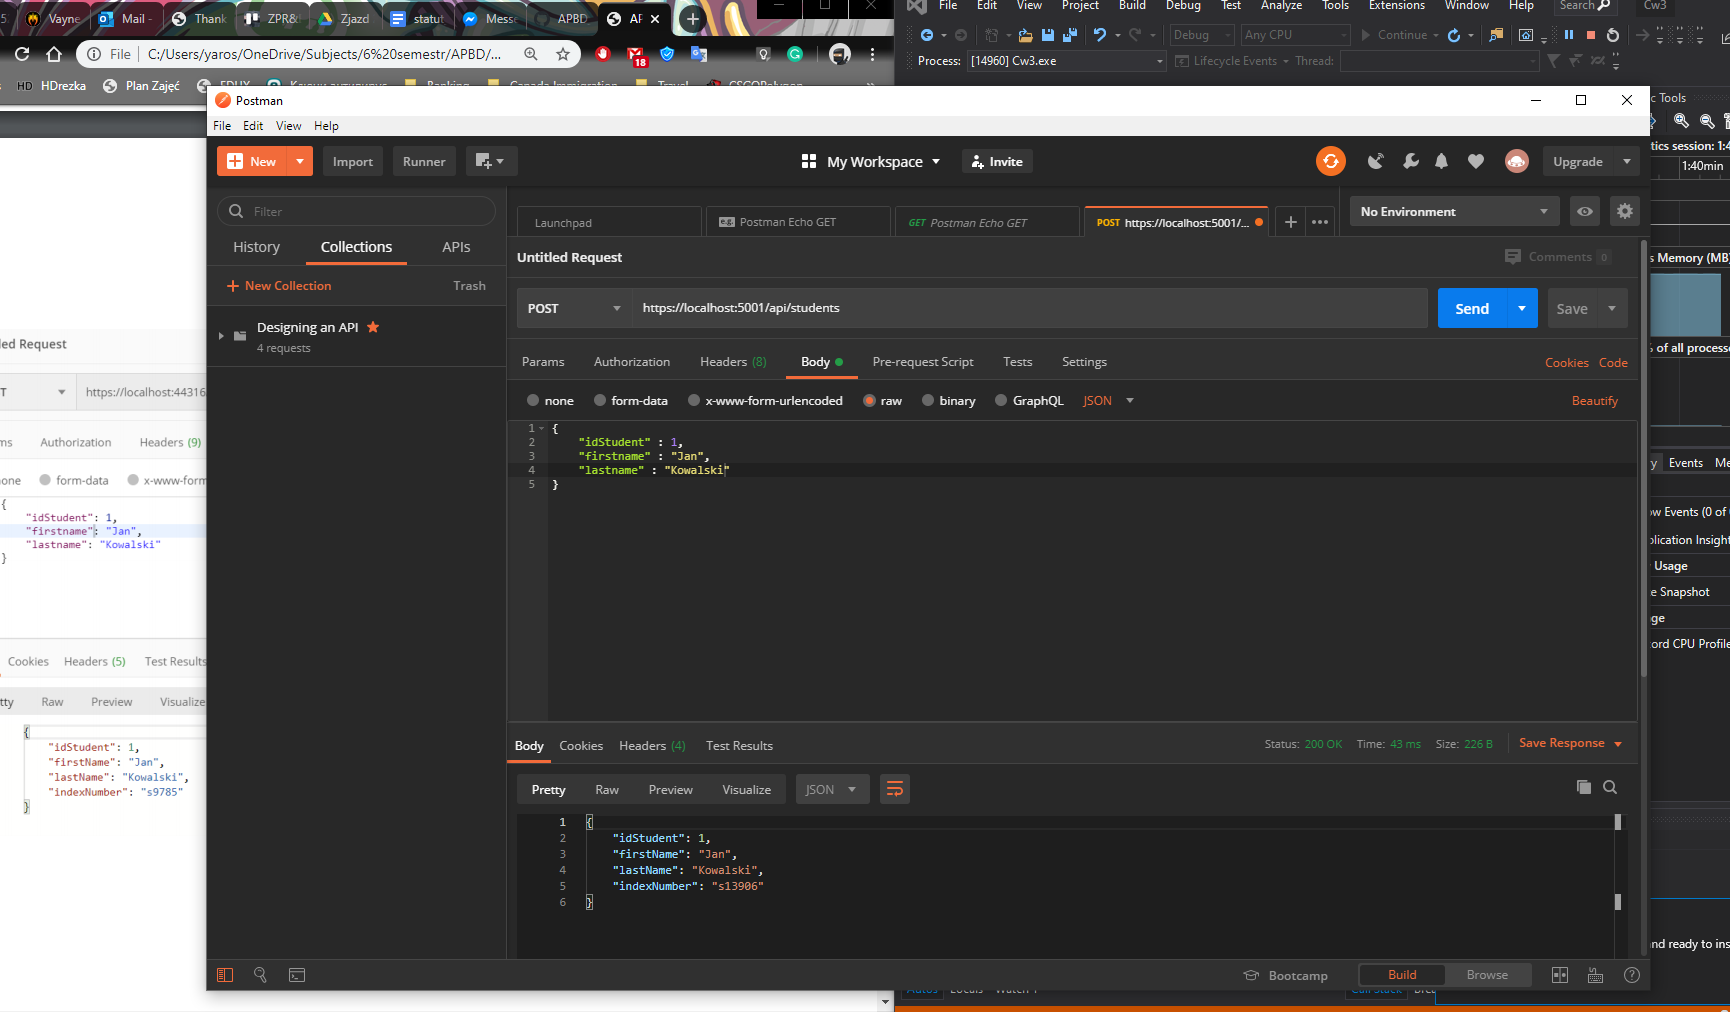 Vayne
Mail -
Thank
ZPR&
Zjazd
statut
Messe
APBD
AF
File
C:/Users/yaros/OneDrive/Subjects/6%20semestr/APBD/...
18
HD HDrezka
Plan Zajęć
File Edit View Project Build Debug Test Analyze Tools Extensions Window Help Search Cw3
Debug Any CPU Continue
Process: [14960] Cw3.exe Lifecycle Events Thread:
Postman
File Edit View Help
New Import Runner
My Workspace Invite
Upgrade
Filter
History Collections APIs
+ New Collection Trash
Designing an API
4 requests
Launchpad
e.g. Postman Echo GET
GET Postman Echo GET
POST https://localhost:5001/...
No Environment
Untitled Request
Comments 0
POST https://localhost:5001/api/students
Send Save
Params Authorization Headers (8) Body Pre-request Script Tests Settings Cookies Code
none form-data x-www-form-urlencoded raw binary GraphQL JSON Beautify
1 {
2 "idStudent" : 1,
3 "firstname" : "Jan",
4 "lastname" : "Kowalski"
5 }
Body Cookies Headers (4) Test Results
Status: 200 OK Time: 43 ms Size: 226 B Save Response
Pretty Raw Preview Visualize JSON
1 {
2 "idStudent": 1,
3 "firstName": "Jan",
4 "lastName": "Kowalski",
5 "indexNumber": "s13906"
6 }
Bootcamp Build Browse
led Request
T https://localhost:44316
ms Authorization Headers (9)
one form-data x-www-form
{
"idStudent": 1,
"firstname": "Jan",
"lastname": "Kowalski"
}
Cookies Headers (5) Test Results
tty Raw Preview Visualize
{
"idStudent": 1,
"firstName": "Jan",
"lastName": "Kowalski",
"indexNumber": "s9785"
}
c Tools
tics session: 1:4
1:40min
s Memory (MB)
% of all processo
ry Events Me
ow Events (0 of
plication Insight
Usage
e Snapshot
ge
ord CPU Profile
nd ready to ins